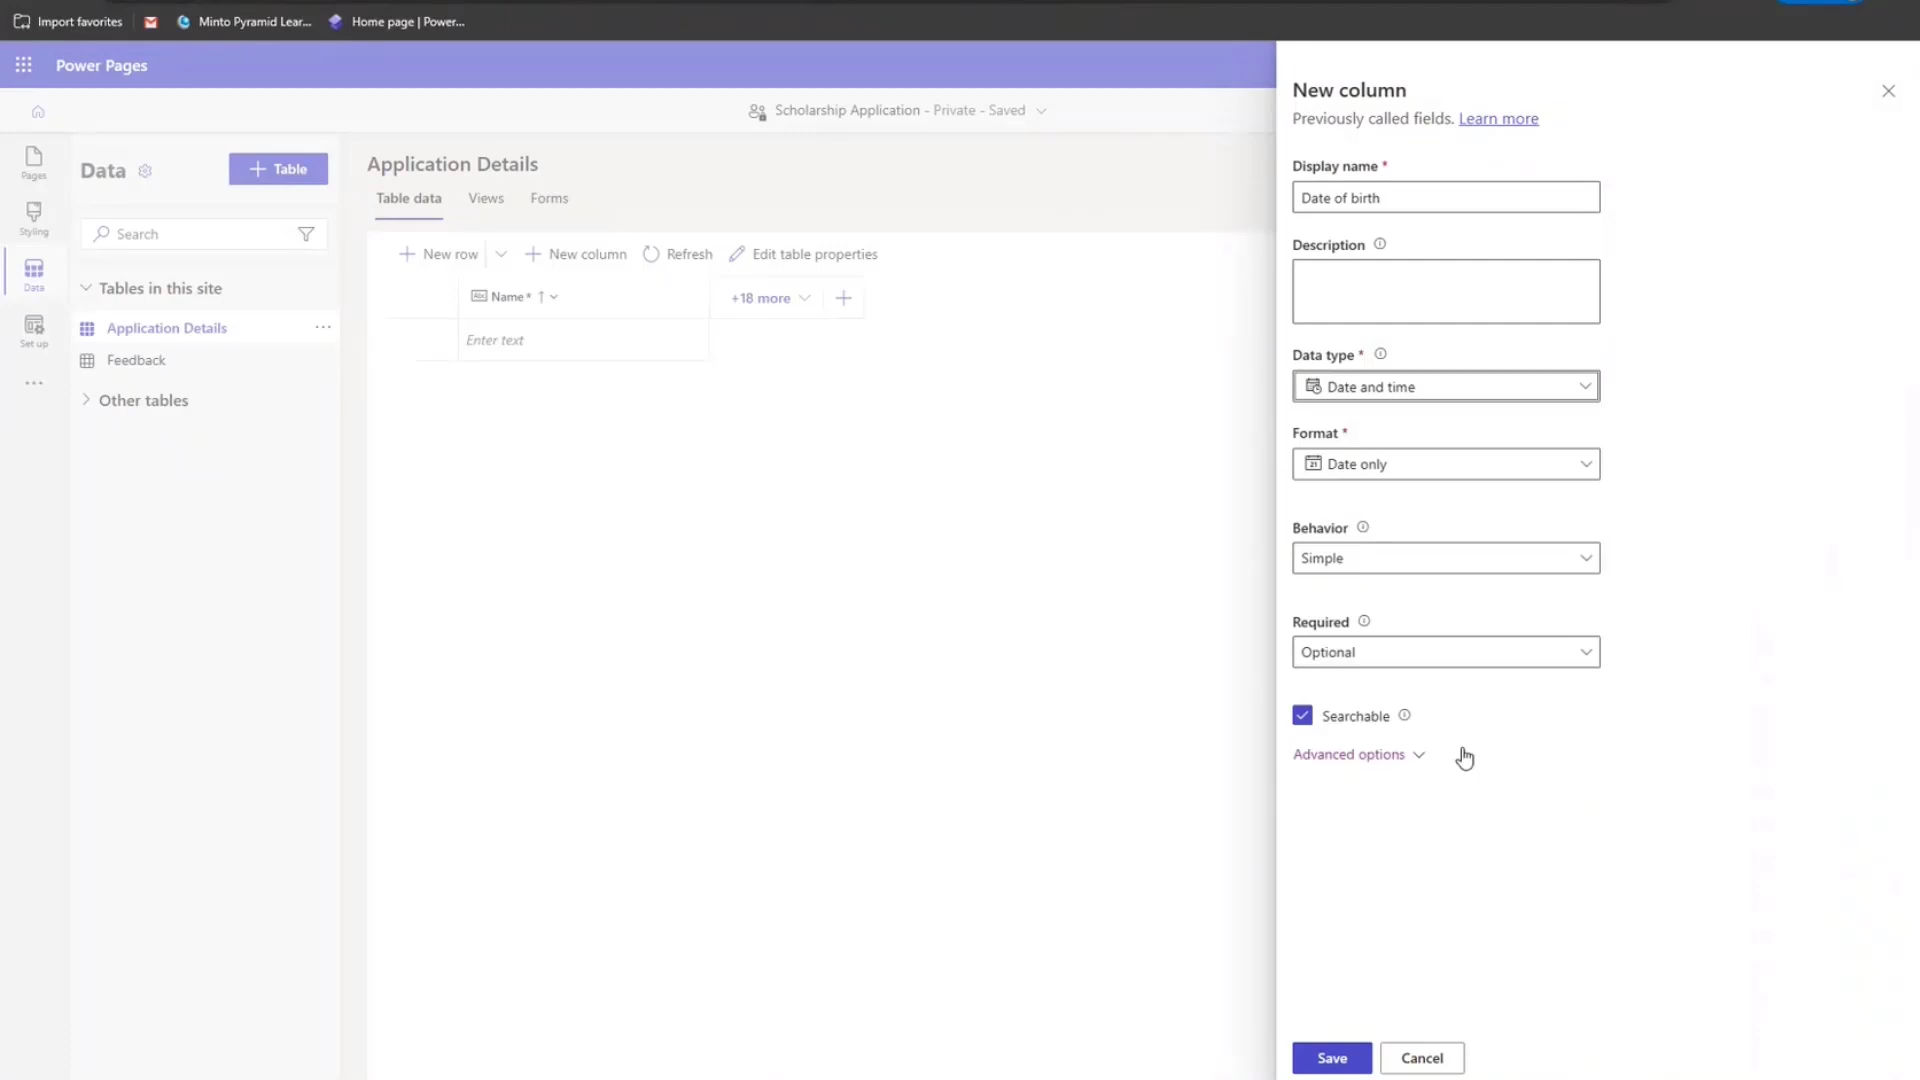 Import favorites
Minto Pyramid Lear...
Home page | Power...
Power Pages
Scholarship Application - Private - Saved
Pages
Styling
Data
Set up
Data
Table
Search
Tables in this site
Application Details
Feedback
Other tables
Application Details
Table data
Views
Forms
New row
New column
Refresh
Edit table properties
Abc
Name *
+18 more
Enter text
New column
Previously called fields. Learn more
Display name *
Date of birth
Description
Data type *
Date and time
Format *
21
Date only
Behavior
Simple
Required
Optional
Searchable
Advanced options
Save
Cancel